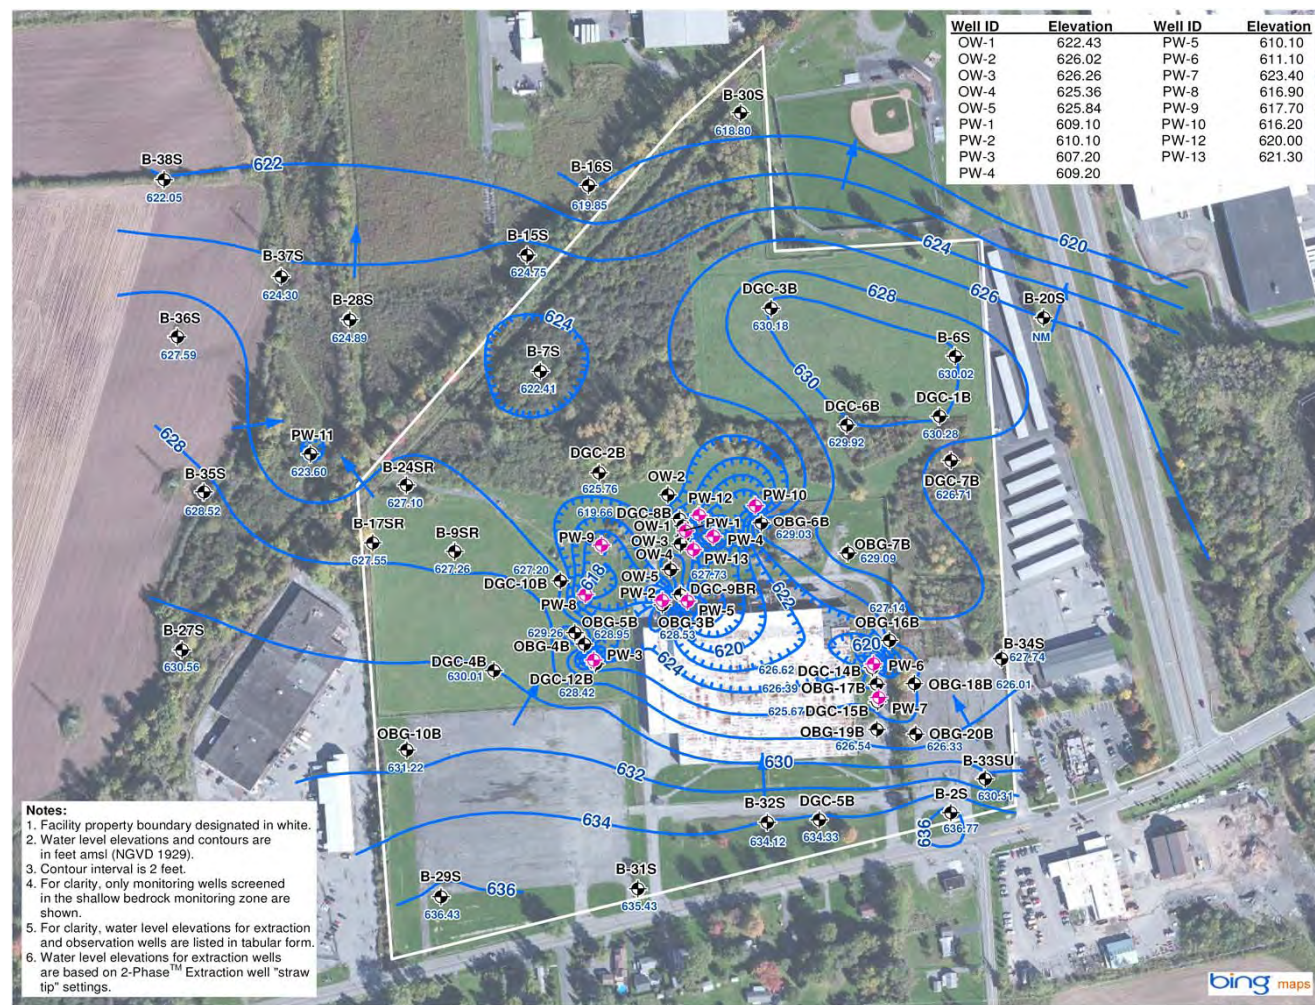 Well ID Elevation Well ID Elevation
OW-1 622.43 PW-5 610.10
OW-2 626.02 PW-6 611.10
OW-3 626.26 PW-7 623.40
OW-4 625.36 PW-8 616.90
OW-5 625.84 PW-9 617.70
PW-1 609.10 PW-10 616.20
PW-2 610.10 PW-12 620.00
PW-3 607.20 PW-13 621.30
PW-4 609.20
B-30S
618.80
B-38S
622.05
622
B-16S
619.85
620
B-15S
624.75
624
B-37S
624.30
626
628
DGC-3B
630.18
B-20S
NM
B-28S
624.89
B-36S
627.59
624
B-7S
622.41
B-6S
630.02
630
DGC-6B
629.92
DGC-1B
630.28
PW-11
623.60
628
B-35S
628.52
B-24SR
627.10
DGC-2B
625.76
OW-2
DGC-7B
626.71
PW-12
PW-10
619.66
DGC-8B
OW-1
PW-1
OBG-6B
629.03
B-17SR
627.55
B-9SR
627.26
PW-9
OW-3
PW-4
OW-4
PW-13
627.73
OBG-7B
629.09
627.20
DGC-10B
618
OW-5
DGC-9BR
622
PW-8
PW-2
PW-5
OBG-3B
628.53
627.14
OBG-16B
629.26
OBG-5B
628.95
OBG-4B
PW-3
620
620
B-27S
630.56
B-34S
627.74
DGC-4B
630.01
DGC-12B
628.42
624
626.62
DGC-14B
PW-6
626.39
OBG-17B
OBG-18B
626.01
625.67
DGC-15B
PW-7
OBG-19B
626.54
OBG-20B
626.33
OBG-10B
631.22
632
630
B-33SU
630.31
634
B-32S
634.12
DGC-5B
634.33
B-2S
636.77
636
B-29S
636.43
636
B-31S
635.43
Notes:
1. Facility property boundary designated in white.
2. Water level elevations and contours are
in feet amsl (NGVD 1929).
3. Contour interval is 2 feet.
4. For clarity, only monitoring wells screened
in the shallow bedrock monitoring zone are
shown.
5. For clarity, water level elevations for extraction
and observation wells are listed in tabular form.
6. Water level elevations for extraction wells
are based on 2-Phase™ Extraction well "straw
tip" settings.
bing maps